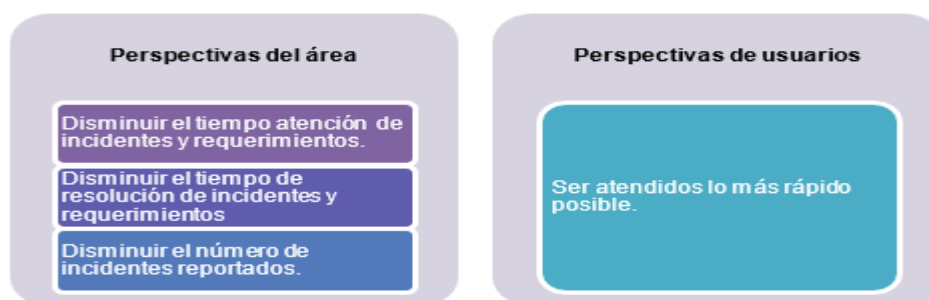 Perspectivas del área
Disminuir el tiempo atención de
incidentes y requerimientos.
Disminuir el tiempo de
resolución de incidentes y
requerimientos
Disminuir el número de
incidentes reportados.
Perspectivas de usuarios
Ser atendidos lo más rápido
posible.